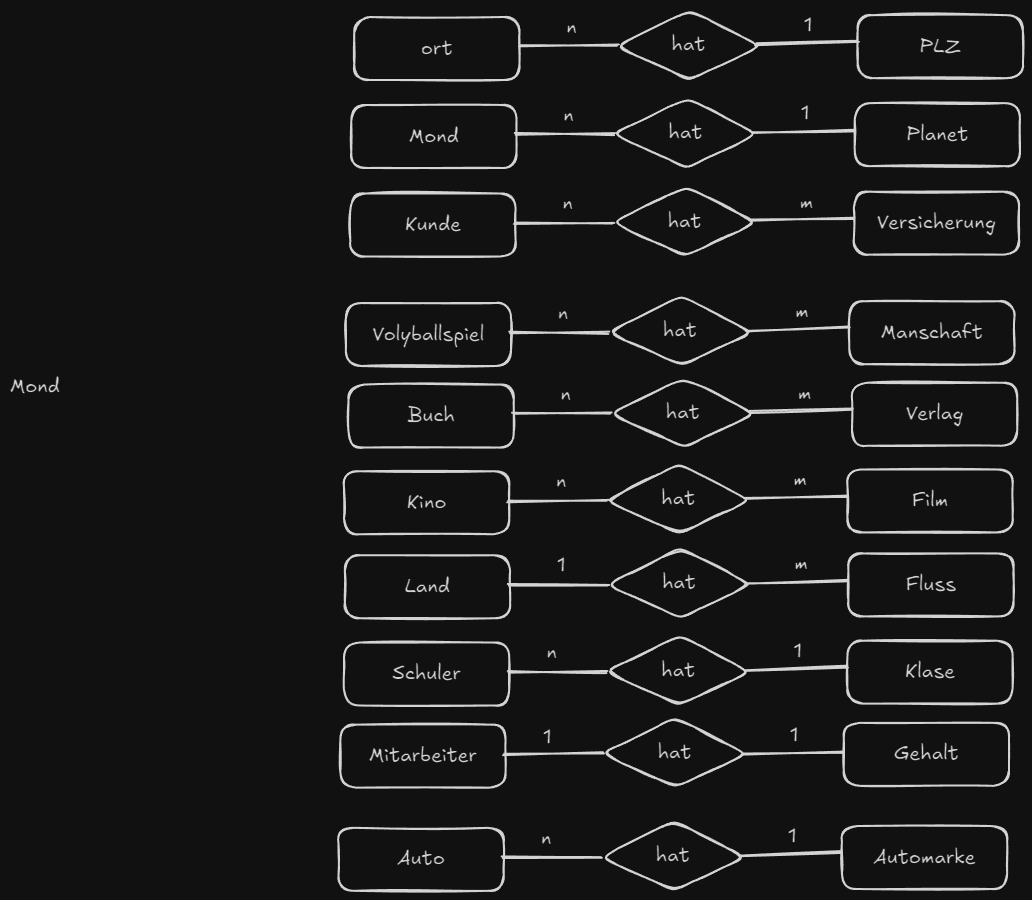 ort n hat 1 PLZ
Mond n hat 1 Planet
Kunde n hat m Versicherung
Volyballspiel n hat m Manschaft
Mond
Buch n hat m Verlag
Kino n hat m Film
Land 1 hat m Fluss
Schuler n hat 1 Klase
Mitarbeiter 1 hat 1 Gehalt
Auto n hat 1 Automarke